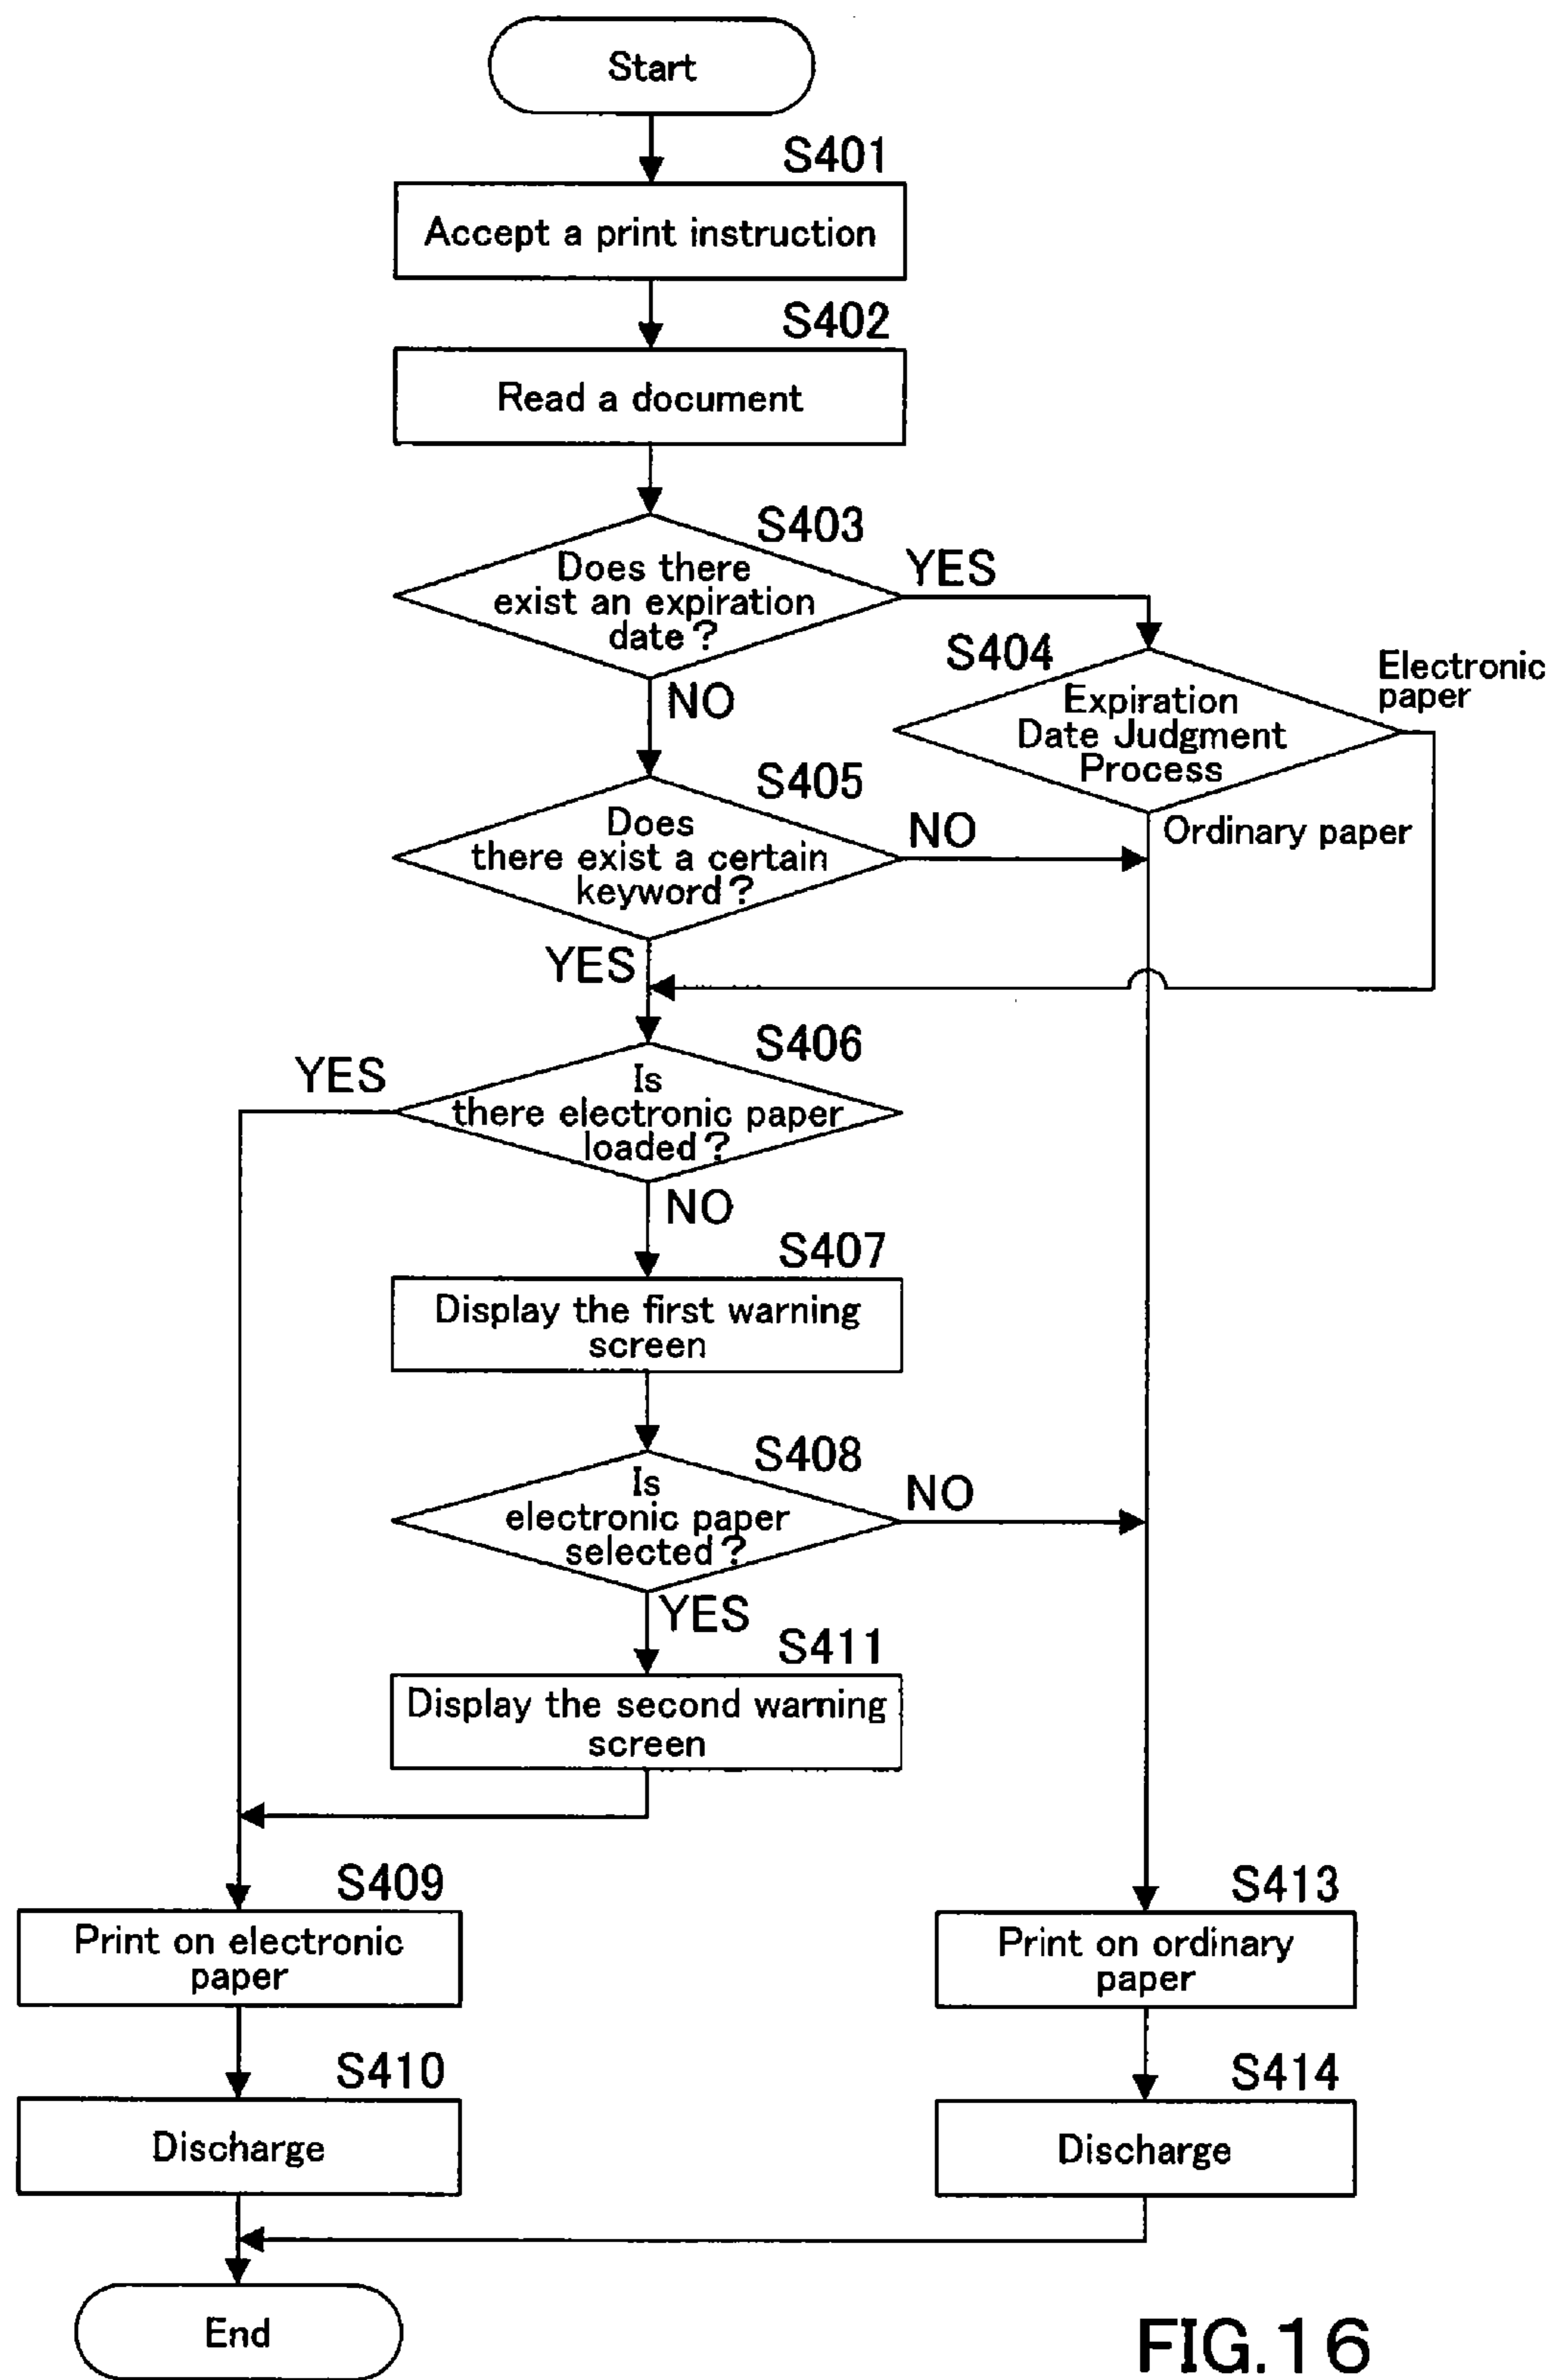 Start
S401
Accept a print instruction
S402
Read a document
S403
Does there
exist an expiration
date?
YES
NO
S404
Expiration
Date Judgment
Process
Electronic
paper
Ordinary paper
S405
Does
there exist a certain
keyword?
NO
YES
S406
Is
there electronic paper
loaded?
YES
NO
S407
Display the first warning
screen
S408
Is
electronic paper
selected?
NO
YES
S411
Display the second warning
screen
S409
Print on electronic
paper
S413
Print on ordinary
paper
S410
Discharge
S414
Discharge
End
FIG.16